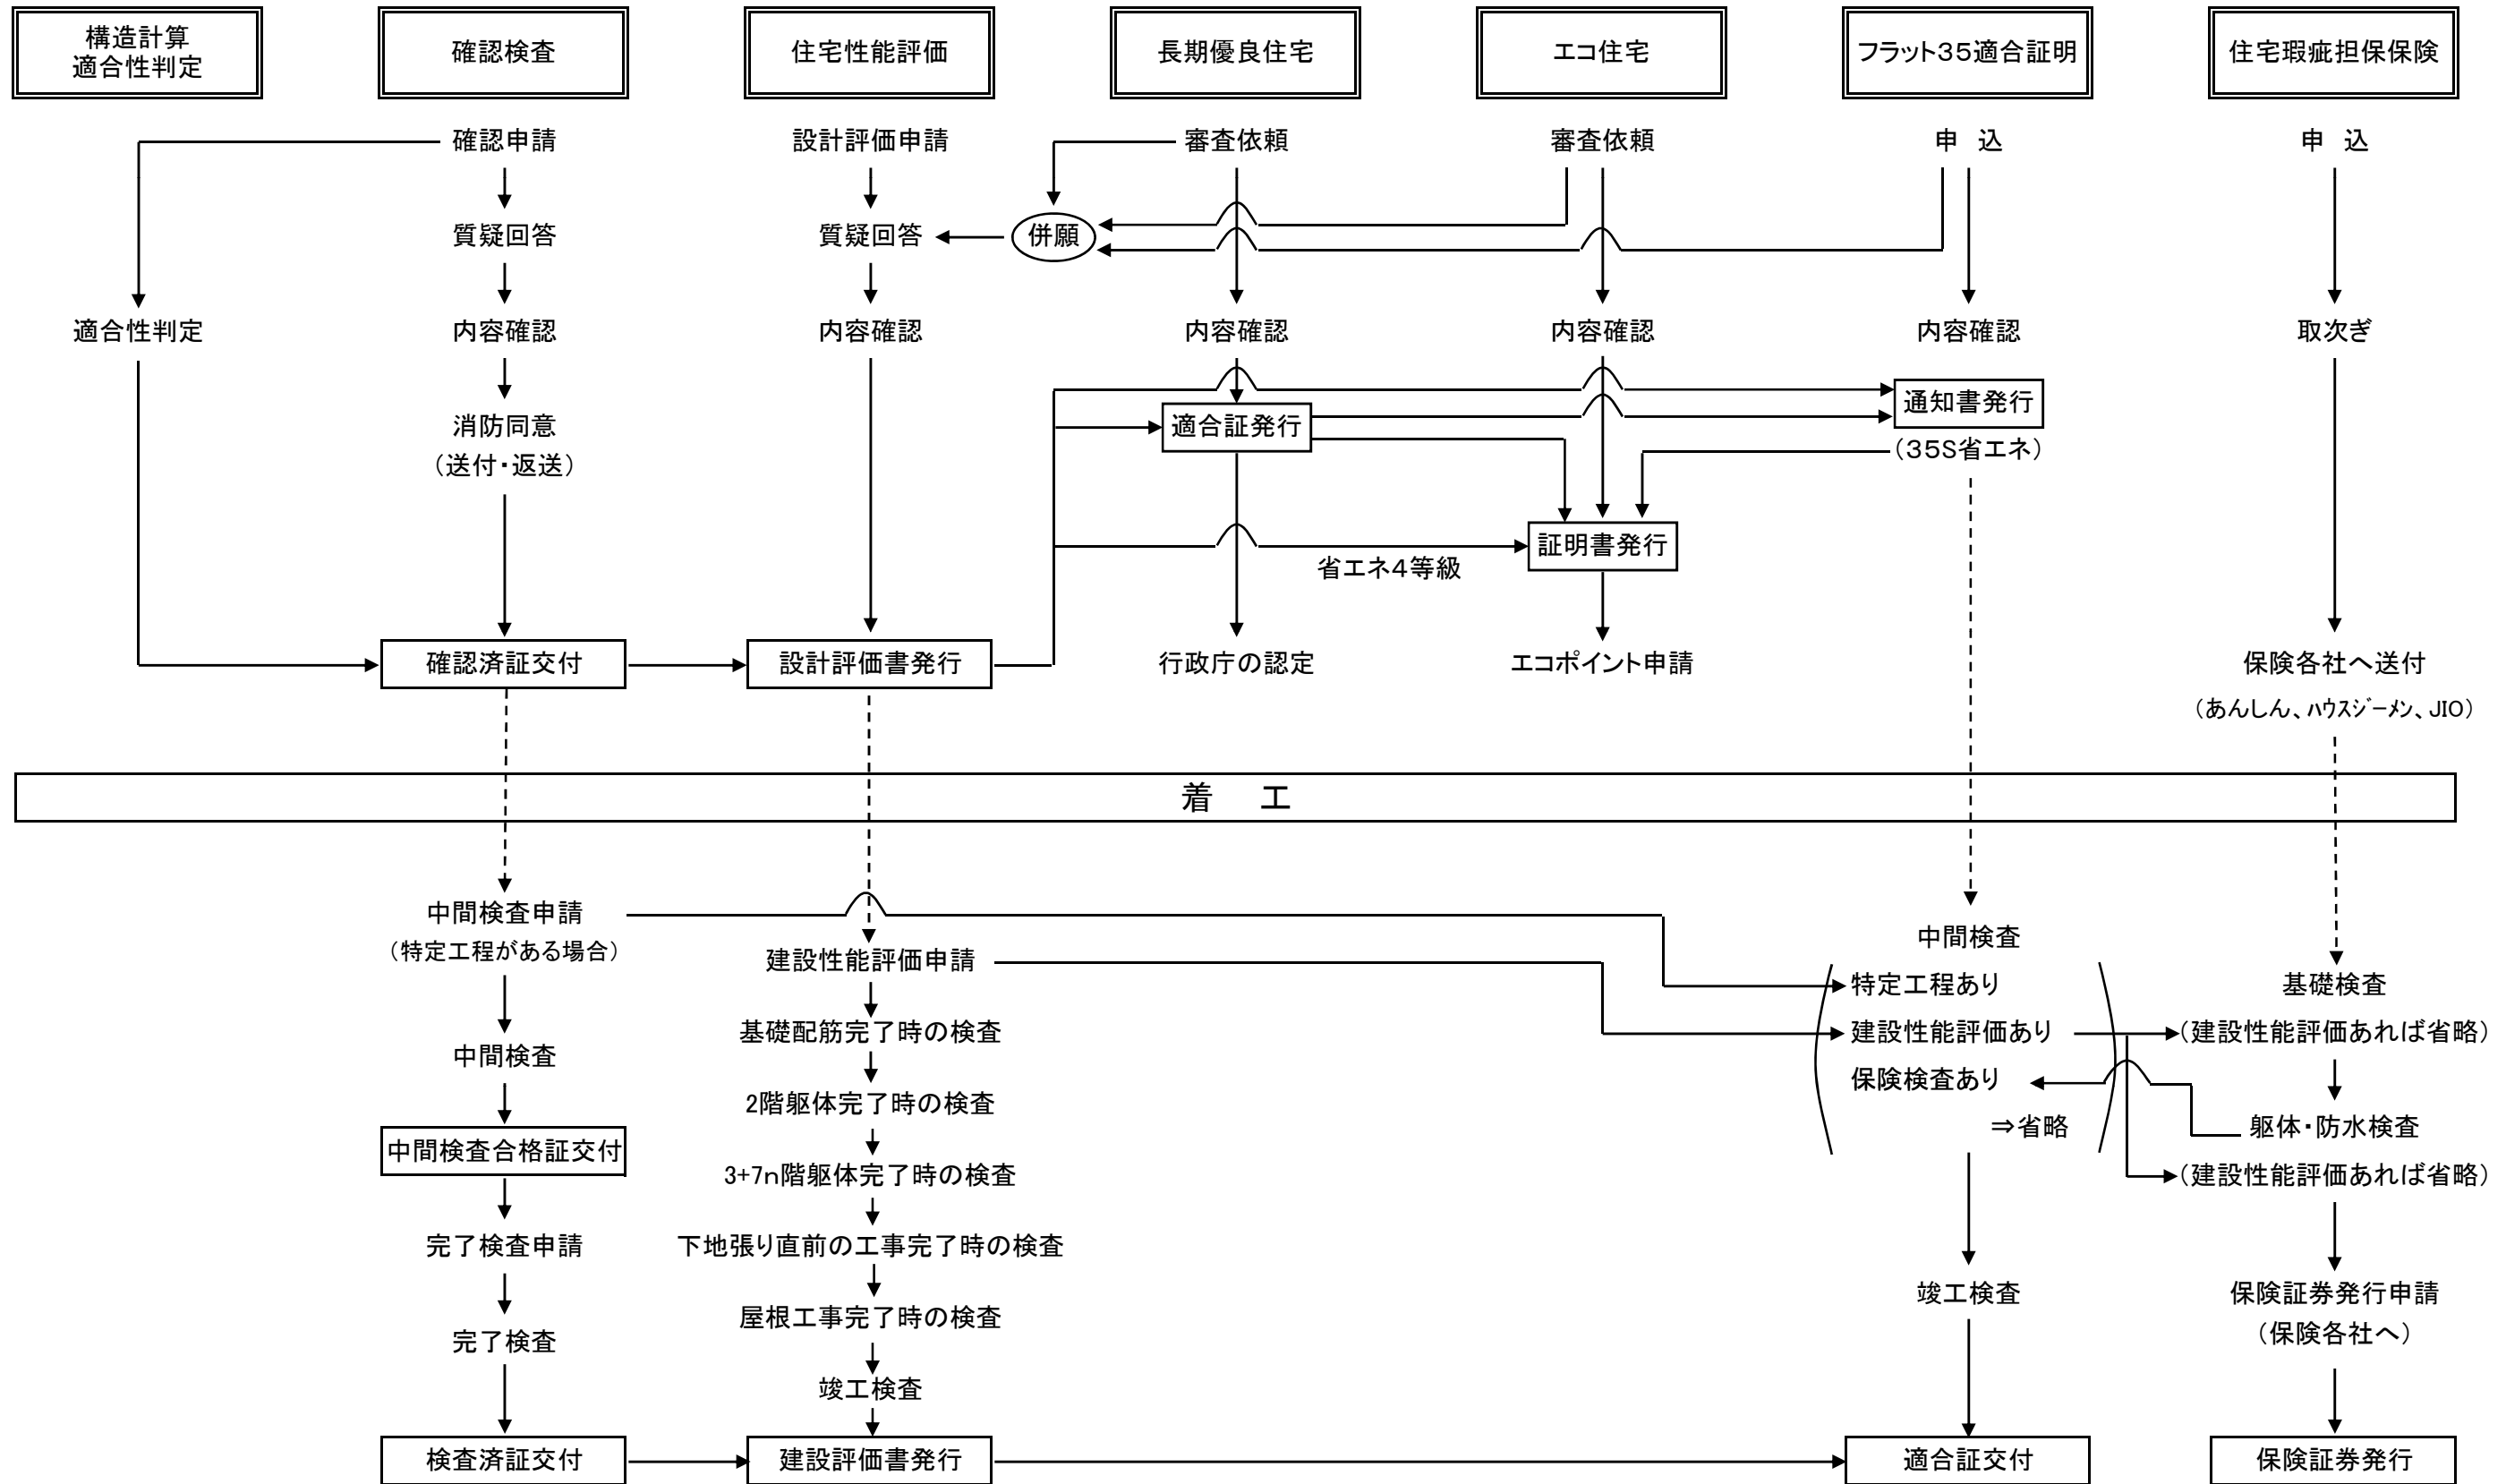 構造計算
適合性判定
確認検査
住宅性能評価
長期優良住宅
エコ住宅
フラット35適合証明
住宅瑕疵担保保険
確認申請
設計評価申請
審査依頼
審査依頼
申 込
申 込
質疑回答
質疑回答
併願
適合性判定
内容確認
内容確認
内容確認
内容確認
内容確認
取次ぎ
通知書発行
消防同意
適合証発行
(送付・返送)
(35S省エネ)
証明書発行
省エネ4等級
確認済証交付
設計評価書発行
行政庁の認定
エコポイント申請
保険各社へ送付
(あんしん、ハウスジーメン、JIO)
着 工
中間検査申請
(特定工程がある場合)
中間検査
建設性能評価申請
特定工程あり
基礎検査
基礎配筋完了時の検査
建設性能評価あり
(建設性能評価あれば省略)
中間検査
保険検査あり
2階躯体完了時の検査
⇒省略
躯体・防水検査
中間検査合格証交付
3+7n階躯体完了時の検査
(建設性能評価あれば省略)
完了検査申請
下地張り直前の工事完了時の検査
竣工検査
保険証券発行申請
屋根工事完了時の検査
(保険各社へ)
完了検査
竣工検査
検査済証交付
建設評価書発行
適合証交付
保険証券発行